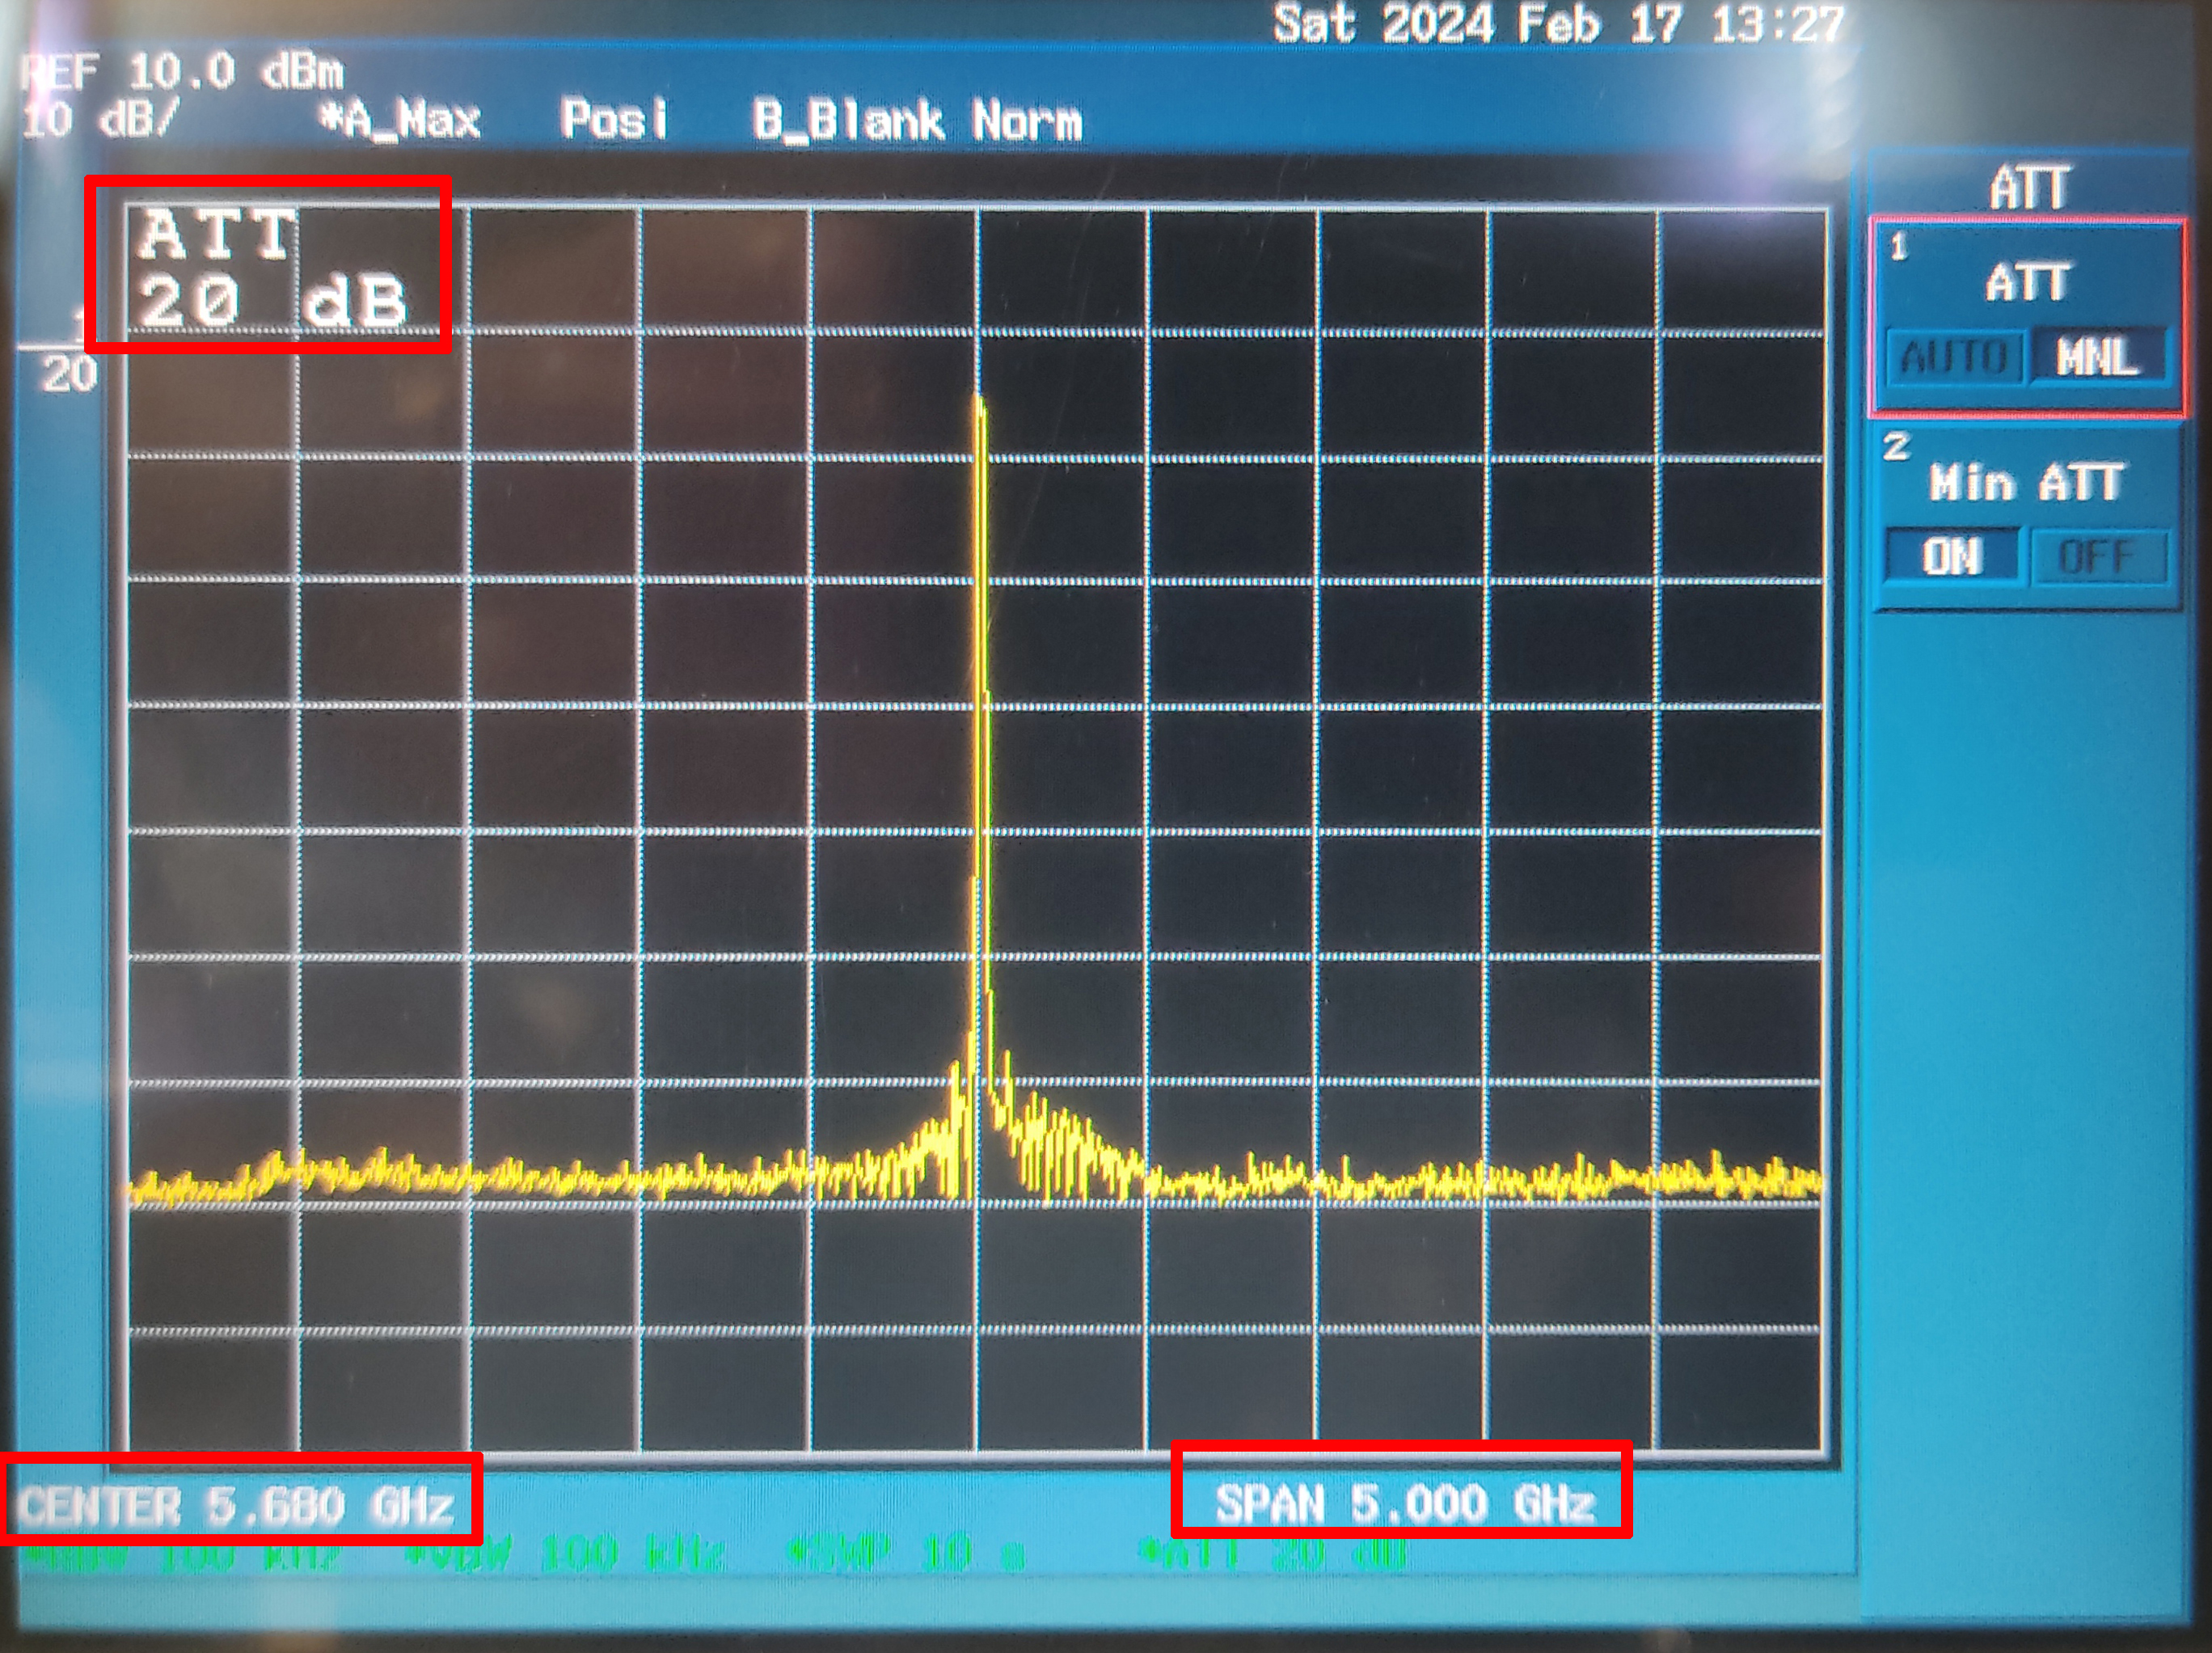 Sat 2024 Feb 17 13:27
REF 10.0 dBm
10 dB/ *A_Max Posi B_Blank Norm
ATT
20 dB
1
20
ATT
1
ATT
AUTO MNL
2
Min ATT
ON OFF
CENTER 5.680 GHz SPAN 5.000 GHz
*RBW 100 kHz *VBW 100 kHz *SWP 10 s *ATT 20 dB